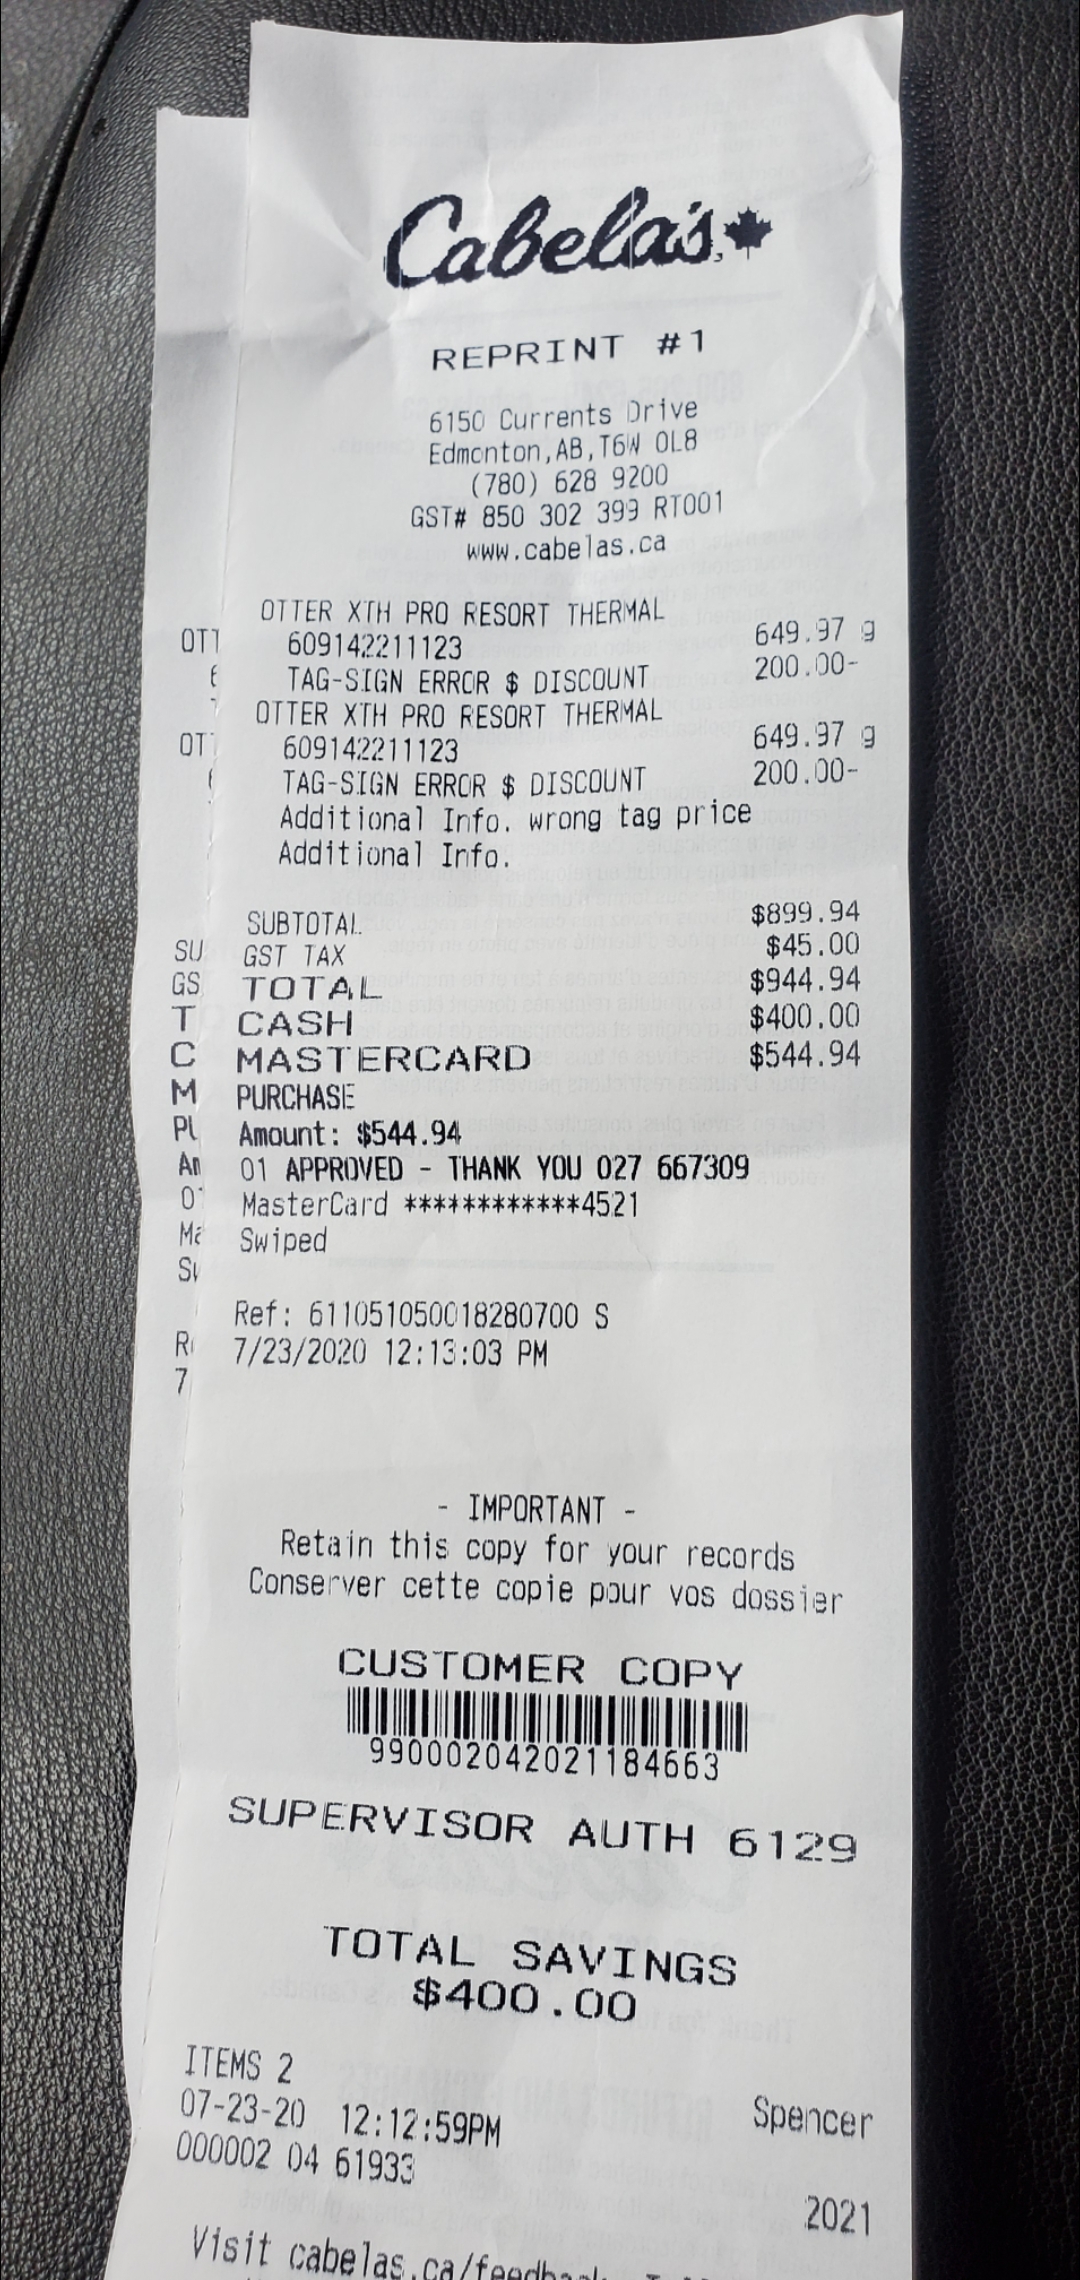 Cabela's
REPRINT #1
6150 Currents Drive
Edmonton,AB,T6W 0L8
(780) 628 9200
GST# 850 302 399 RT001
www.cabelas.ca
OTTER XTH PRO RESORT THERMAL
609142211123 649.97 g
TAG-SIGN ERROR $ DISCOUNT 200.00-
OTTER XTH PRO RESORT THERMAL
609142211123 649.97 g
TAG-SIGN ERROR $ DISCOUNT 200.00-
Additional Info. wrong tag price
Additional Info.
SUBTOTAL $899.94
GST TAX $45.00
TOTAL $944.94
CASH $400.00
MASTERCARD $544.94
PURCHASE
Amount: $544.94
01 APPROVED - THANK YOU 027 667309
MasterCard ************4521
Swiped
Ref: 611051050018280700 S
7/23/2020 12:13:03 PM
- IMPORTANT -
Retain this copy for your records
Conserver cette copie pour vos dossier
CUSTOMER COPY
990002042021184663
SUPERVISOR AUTH 6129
TOTAL SAVINGS
$400.00
ITEMS 2
07-23-20 12:12:59PM Spencer
000002 04 61933
2021
Visit cabelas.ca/feedback